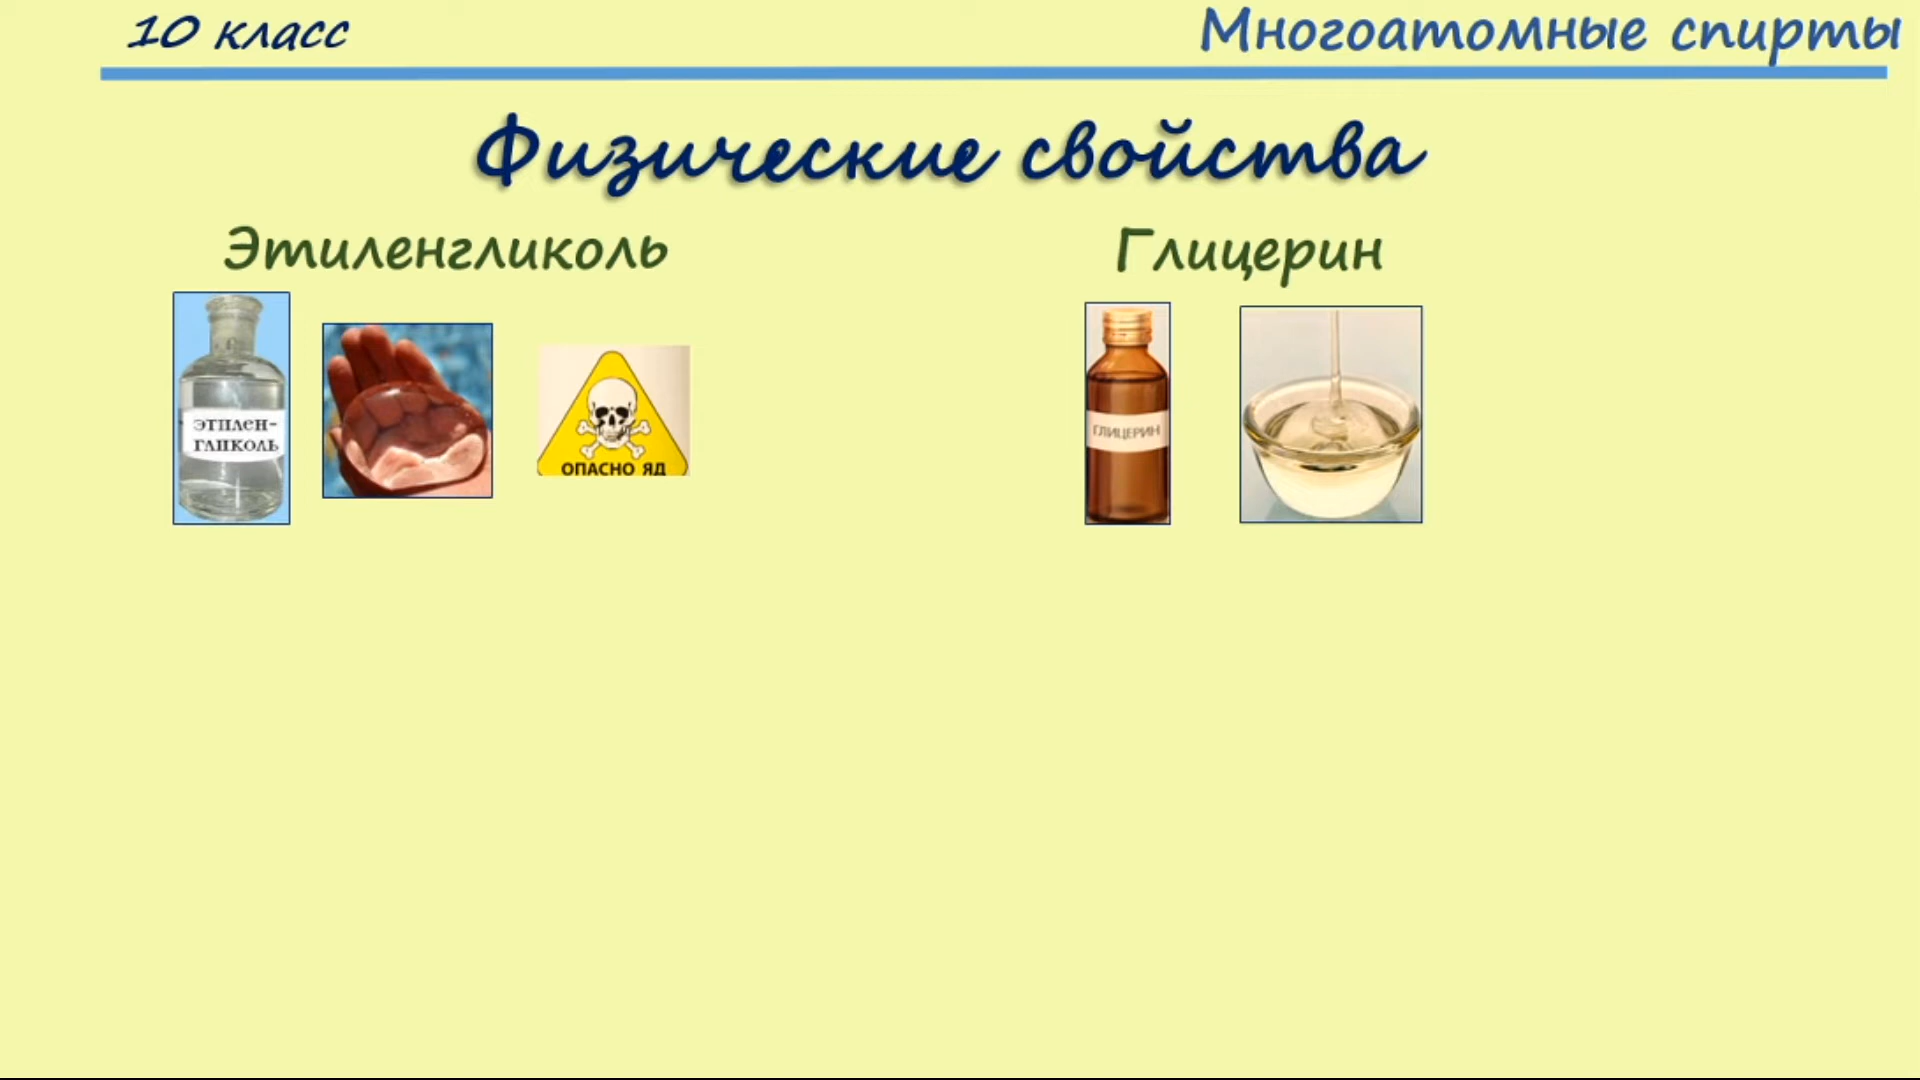 10 класс
Многоатомные спирты
Физические свойства
Этиленгликоль
Глицерин
ЭТИЛЕН-
ГЛИКОЛЬ
ОПАСНО ЯД
ГЛИЦЕРИН